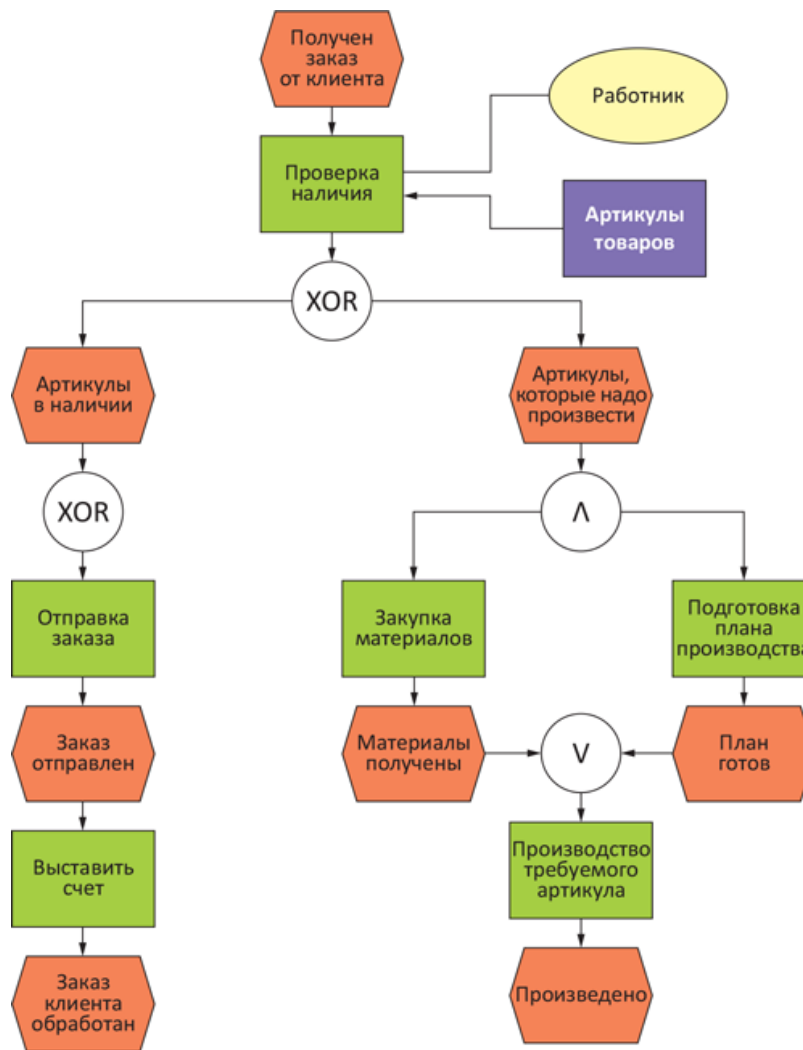 Получен
заказ
от клиента
Работник
Проверка
наличия
Артикулы
товаров
XOR
Артикулы
в наличии
Артикулы,
которые надо
произвести
XOR
Λ
Отправка
заказа
Закупка
материалов
Подготовка
плана
производства
Заказ
отправлен
Материалы
получены
V
План
готов
Выставить
счет
Производство
требуемого
артикула
Заказ
клиента
обработан
Произведено